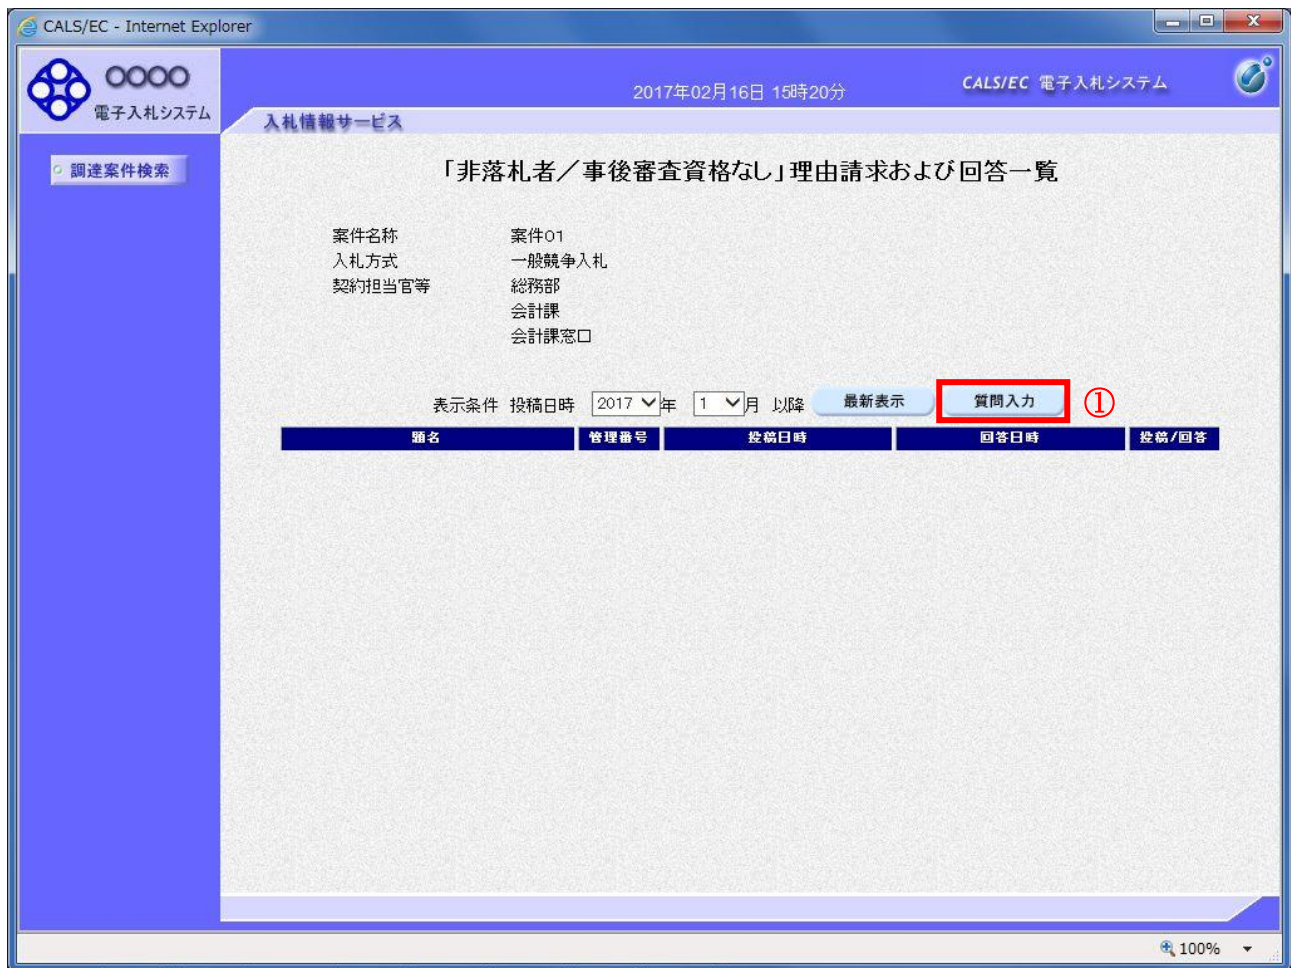 CALS/EC - Internet Explorer
OOOO
電子入札システム
2017年02月16日 15時20分
CALS/EC 電子入札システム
入札情報サービス
調達案件検索
「非落札者／事後審査資格なし」理由請求および回答一覧
案件名称 案件01
入札方式 一般競争入札
契約担当官等 総務部
会計課
会計課窓口
表示条件 投稿日時 2017 年 1 月 以降 最新表示 質問入力 ①
題名 管理番号 投稿日時 回答日時 投稿/回答
100%